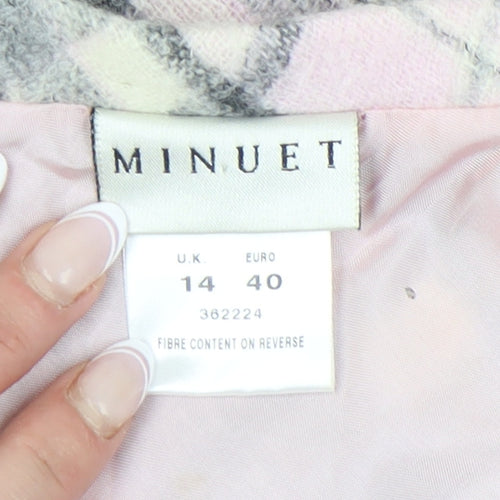 MINUET
U.K. EURO
14 40
362224
FIBRE CONTENT ON REVERSE